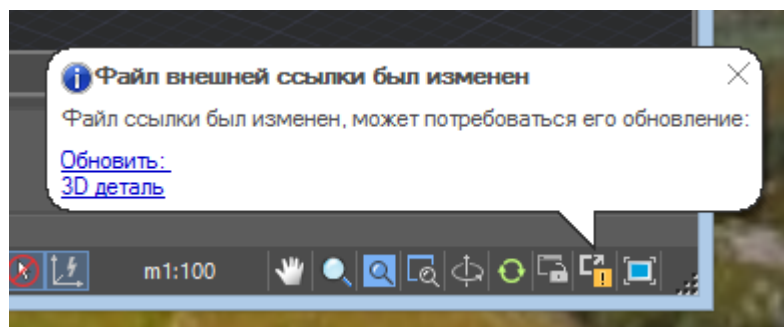 Файл внешней ссылки был изменен
Файл ссылки был изменен, может потребоваться его обновление:
Обновить:
3D деталь
m1:100